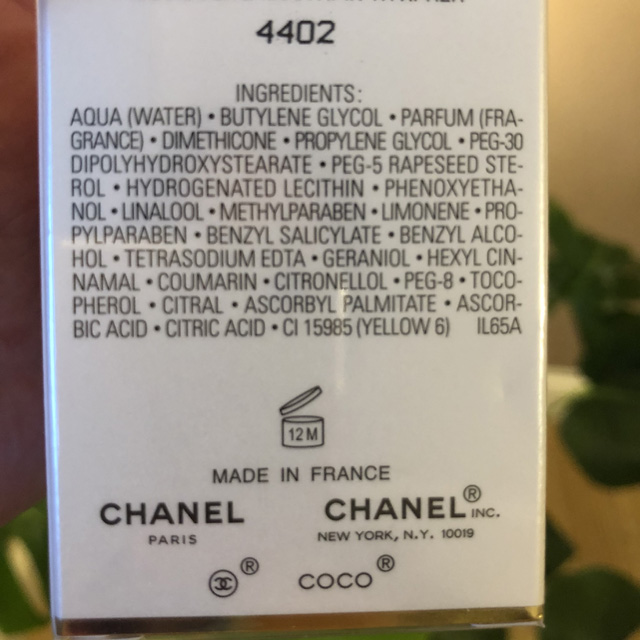 4402
INGREDIENTS:
AQUA (WATER) • BUTYLENE GLYCOL • PARFUM (FRA-
GRANCE) • DIMETHICONE • PROPYLENE GLYCOL • PEG-30
DIPOLYHYDROXYSTEARATE • PEG-5 RAPESEED STE-
ROL • HYDROGENATED LECITHIN • PHENOXYETHA-
NOL • LINALOOL • METHYLPARABEN • LIMONENE • PRO-
PYLPARABEN • BENZYL SALICYLATE • BENZYL ALCO-
HOL • TETRASODIUM EDTA • GERANIOL • HEXYL CIN-
NAMAL • COUMARIN • CITRONELLOL • PEG-8 • TOCO-
PHEROL • CITRAL • ASCORBYL PALMITATE • ASCOR-
BIC ACID • CITRIC ACID • CI 15985 (YELLOW 6) IL65A
12 M
MADE IN FRANCE
CHANEL CHANEL® INC.
PARIS NEW YORK, N.Y. 10019
® COCO®